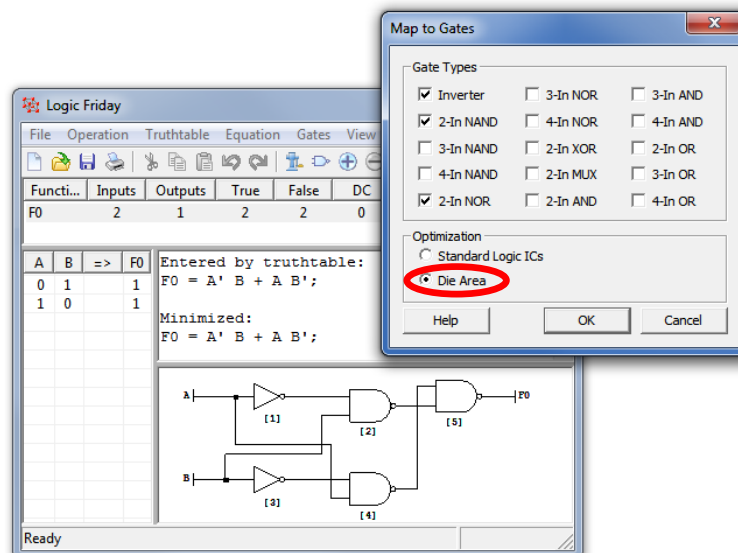 Map to Gates
Gate Types
Inverter 3-In NOR 3-In AND
2-In NAND 4-In NOR 4-In AND
3-In NAND 2-In XOR 2-In OR
4-In NAND 2-In MUX 3-In OR
2-In NOR 2-In AND 4-In OR
Optimization
Standard Logic ICs
Die Area
Help OK Cancel
Logic Friday
File Operation Truthtable Equation Gates View
Functi... Inputs Outputs True False DC
F0 2 1 2 2 0
A B => F0
0 1 1
1 0 1
Entered by truthtable:
F0 = A' B + A B';
Minimized:
F0 = A' B + A B';
A
[1]
[2]
F0
[5]
B
[3]
[4]
Ready